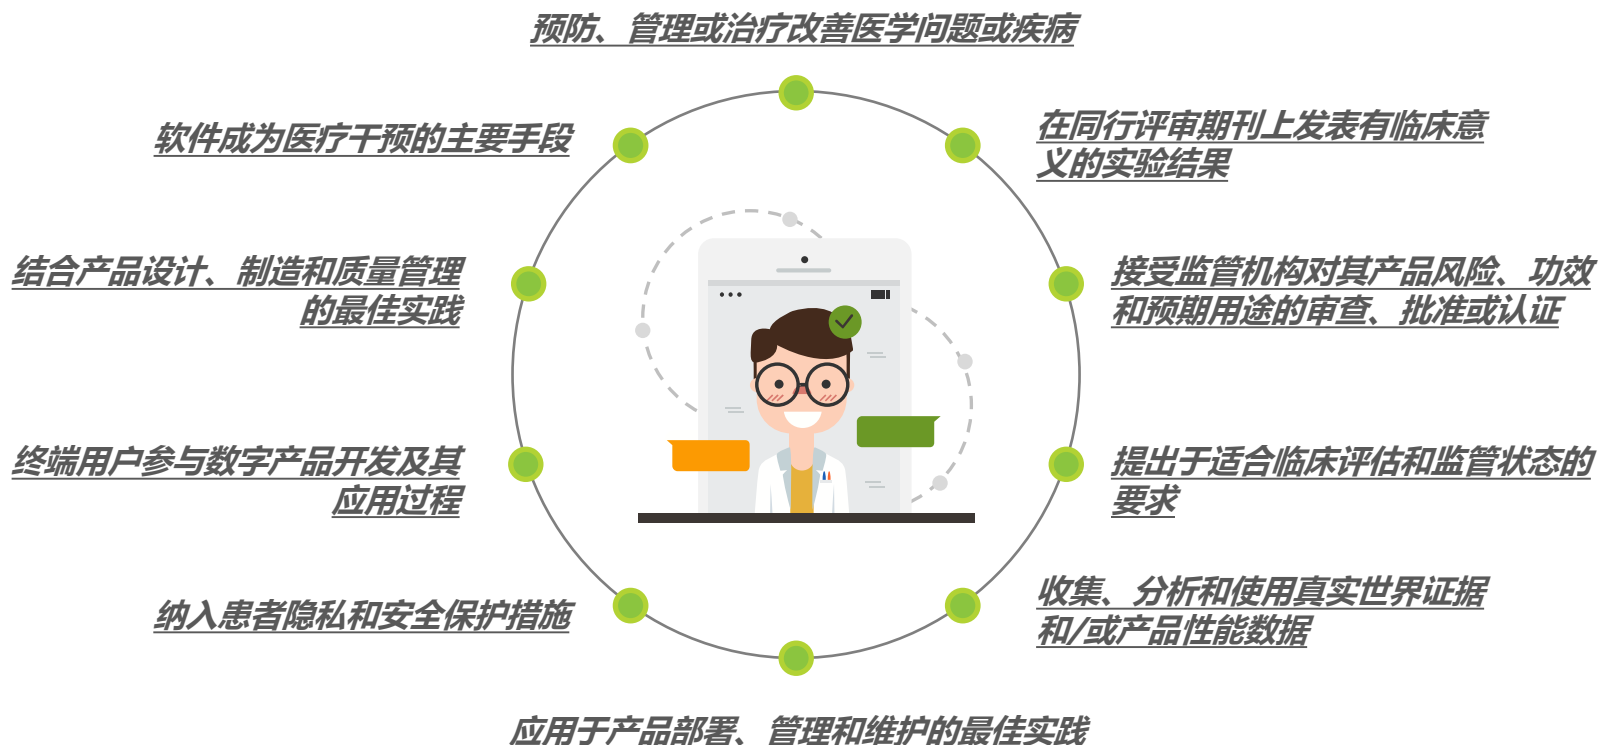 预防、管理或治疗改善医学问题或疾病
软件成为医疗干预的主要手段
在同行评审期刊上发表有临床意
义的实验结果
结合产品设计、制造和质量管理
的最佳实践
接受监管机构对其产品风险、功效
和预期用途的审查、批准或认证
终端用户参与数字产品开发及其
应用过程
提出于适合临床评估和监管状态的
要求
纳入患者隐私和安全保护措施
收集、分析和使用真实世界证据
和/或产品性能数据
应用于产品部署、管理和维护的最佳实践